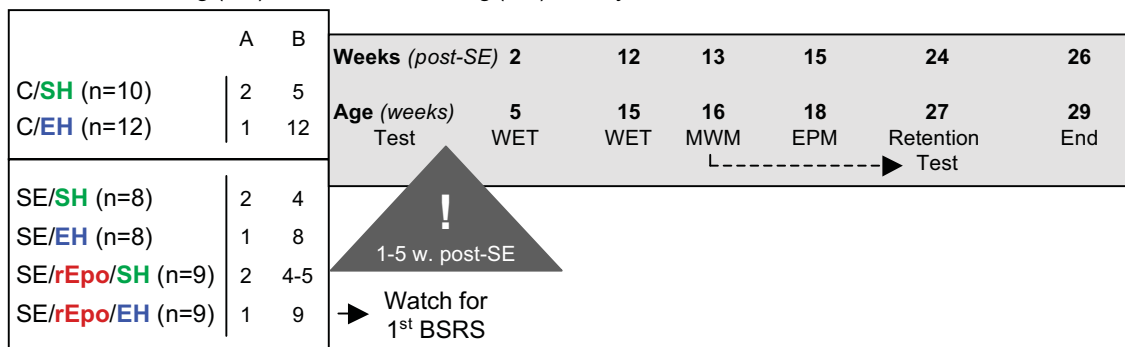 A B
C/SH (n=10) 2 5
C/EH (n=12) 1 12
SE/SH (n=8) 2 4
SE/EH (n=8) 1 8
SE/rEpo/SH (n=9) 2 4-5
SE/rEpo/EH (n=9) 1 9
Weeks (post-SE) 2 12 13 15 24 26
Age (weeks) 5 15 16 18 27 29
Test WET WET MWM EPM Retention End
Test
!
1-5 w. post-SE
Watch for
1st BSRS